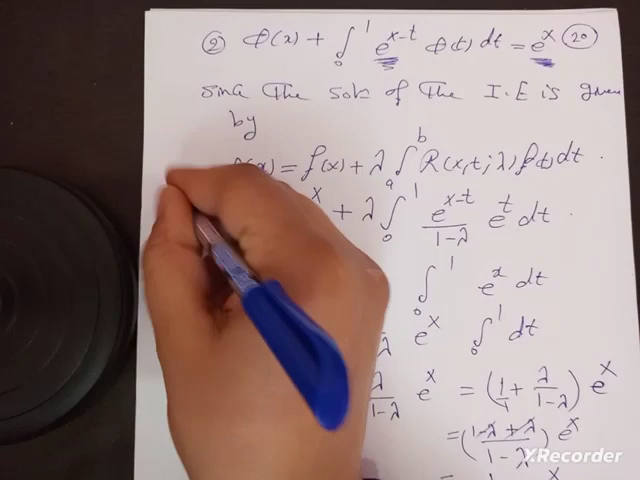 ② φ(x) + ∫₀¹ e^(x-t) φ(t) dt = e^x ⑳
sinc The soln of The I.E is given
by
(x) = f(x) + λ ∫ₐᵇ R(x,t;λ) f(t) dt .
x + λ ∫₀¹ e^(x-t)/(1-λ) e^t dt .
∫₀¹ e^x dt
e^x ∫₀¹ dt
λ/(1-λ) e^x = (1/1 + λ/(1-λ)) e^x
= ((1-λ+λ)/(1-λ)) e^x
XRecorder